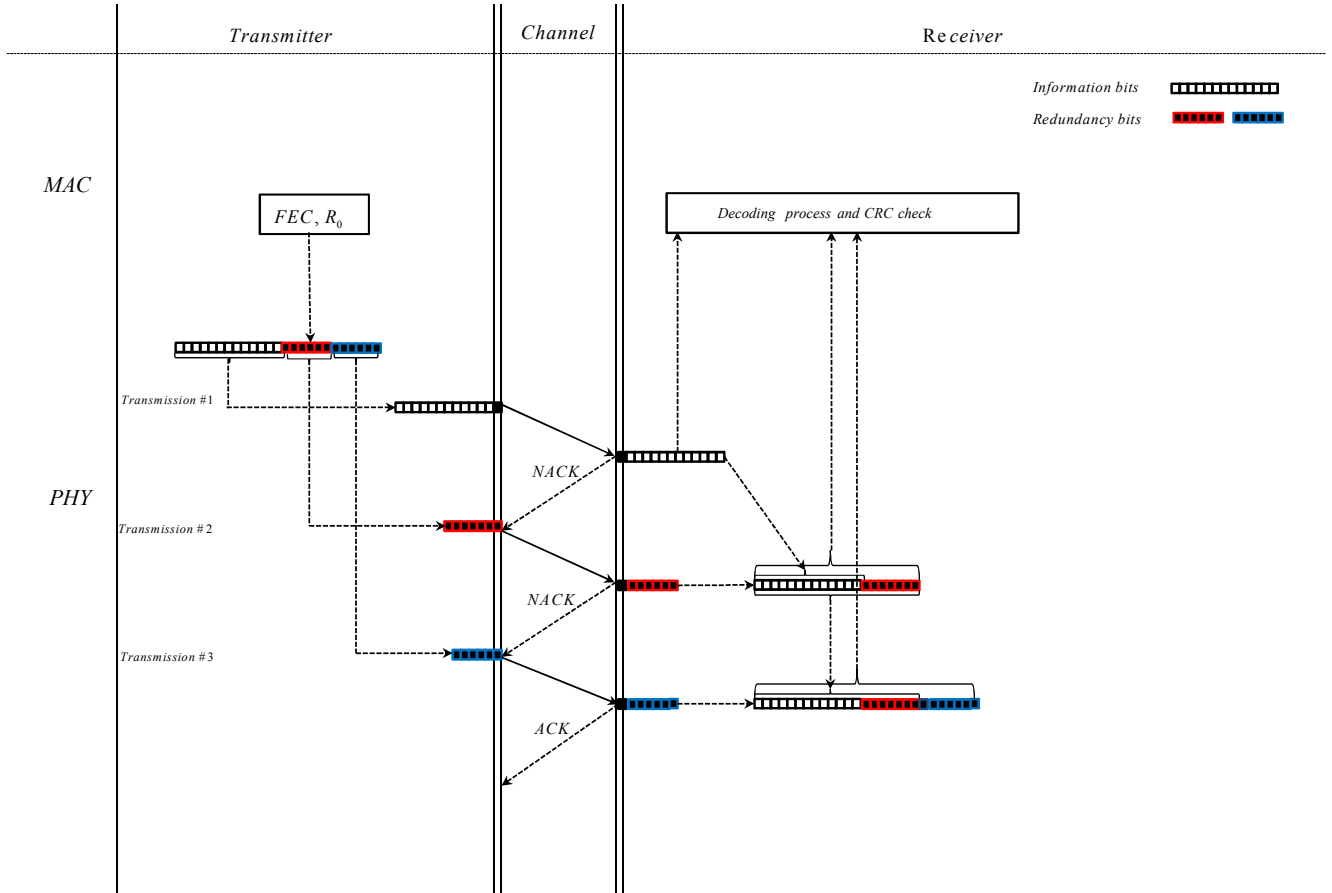 Transmitter
Channel
Receiver
Information bits
Redundancy bits
MAC
FEC, R₀
Decoding process and CRC check
Transmission #1
NACK
PHY
Transmission #2
NACK
Transmission #3
ACK